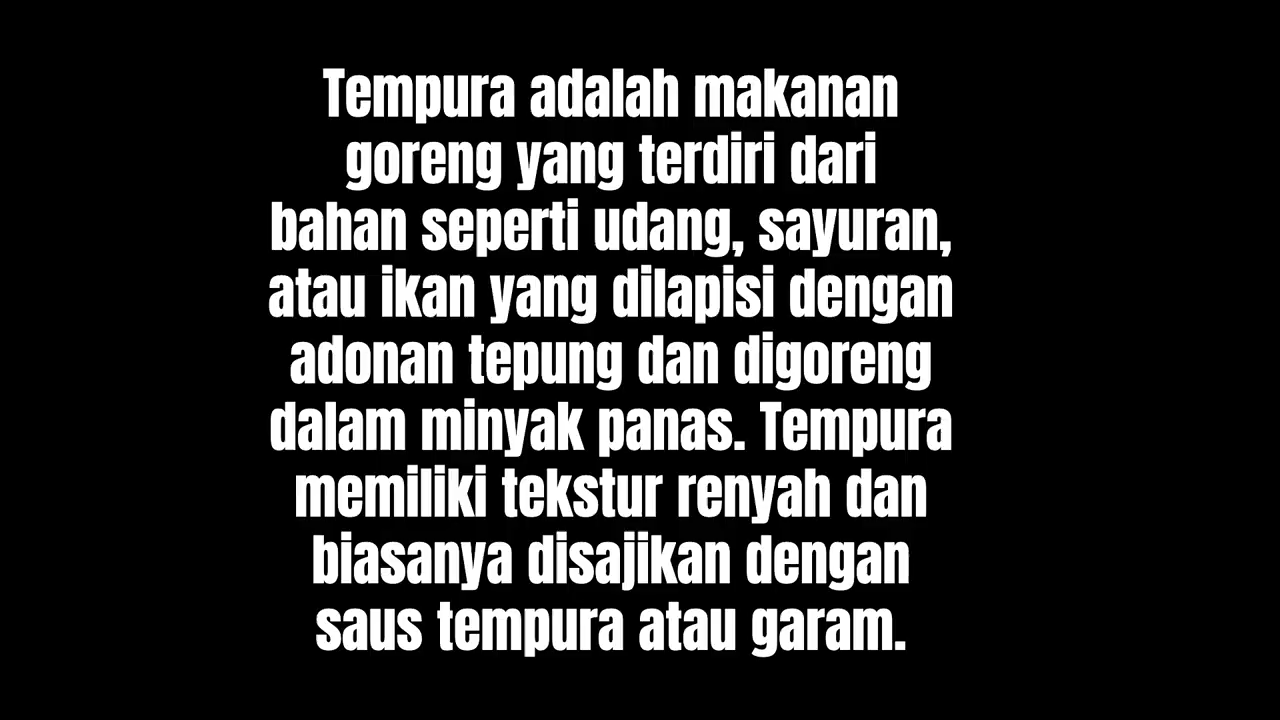 Tempura adalah makanan
goreng yang terdiri dari
bahan seperti udang, sayuran,
atau ikan yang dilapisi dengan
adonan tepung dan digoreng
dalam minyak panas. Tempura
memiliki tekstur renyah dan
biasanya disajikan dengan
saus tempura atau garam.